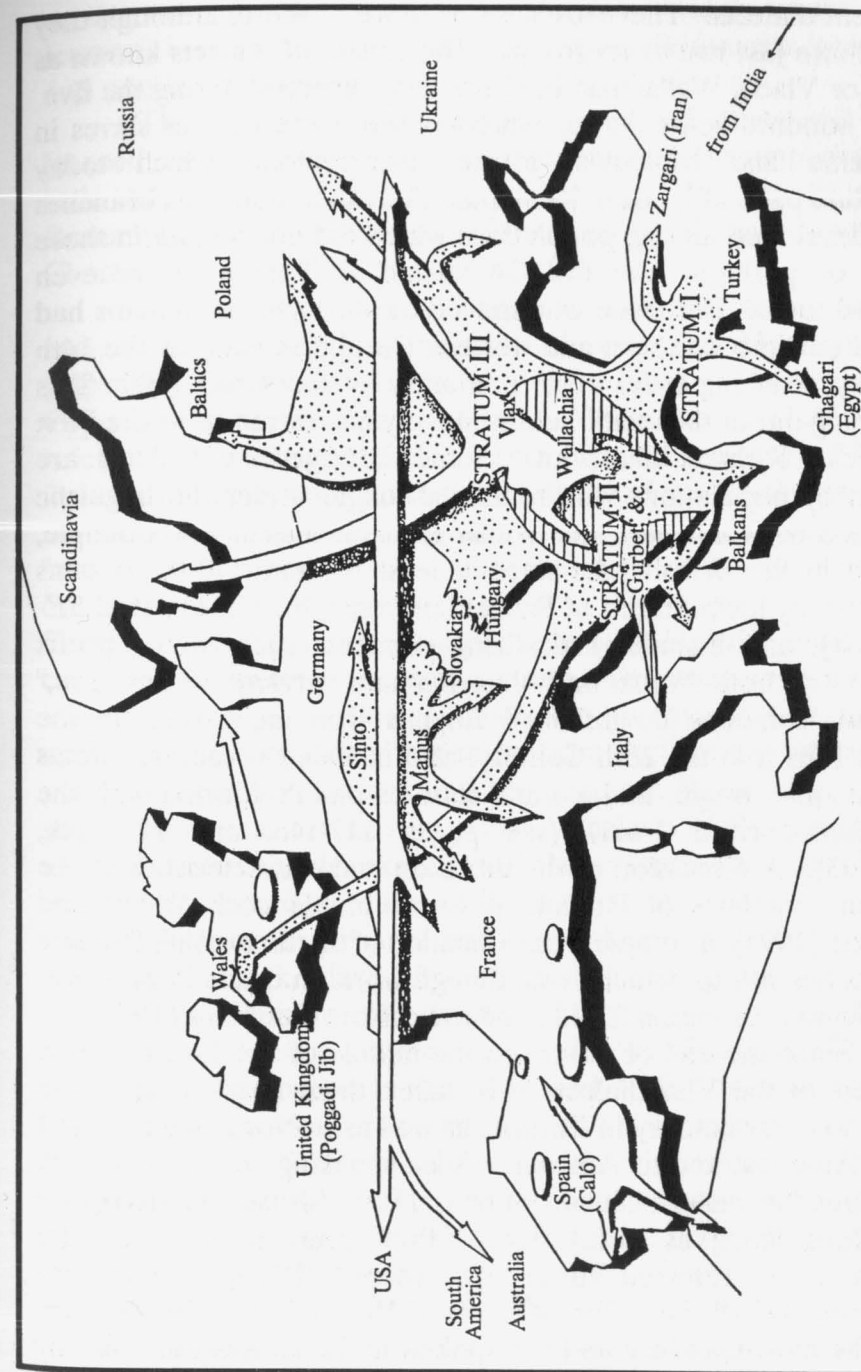 Scandinavia
Russia
Baltics
Poland
Ukraine
Germany
Wales
United Kingdom
(Poggadi Jib)
Sinto
USA
South
America
Australia
Manuš
Slovakia
Hungary
France
STRATUM III
Vlax
Wallachia
STRATUM II
Gurbet, &c.
Italy
Balkans
Spain
(Caló)
STRATUM I
Turkey
Zargari (Iran)
from India
Ghagari
(Egypt)